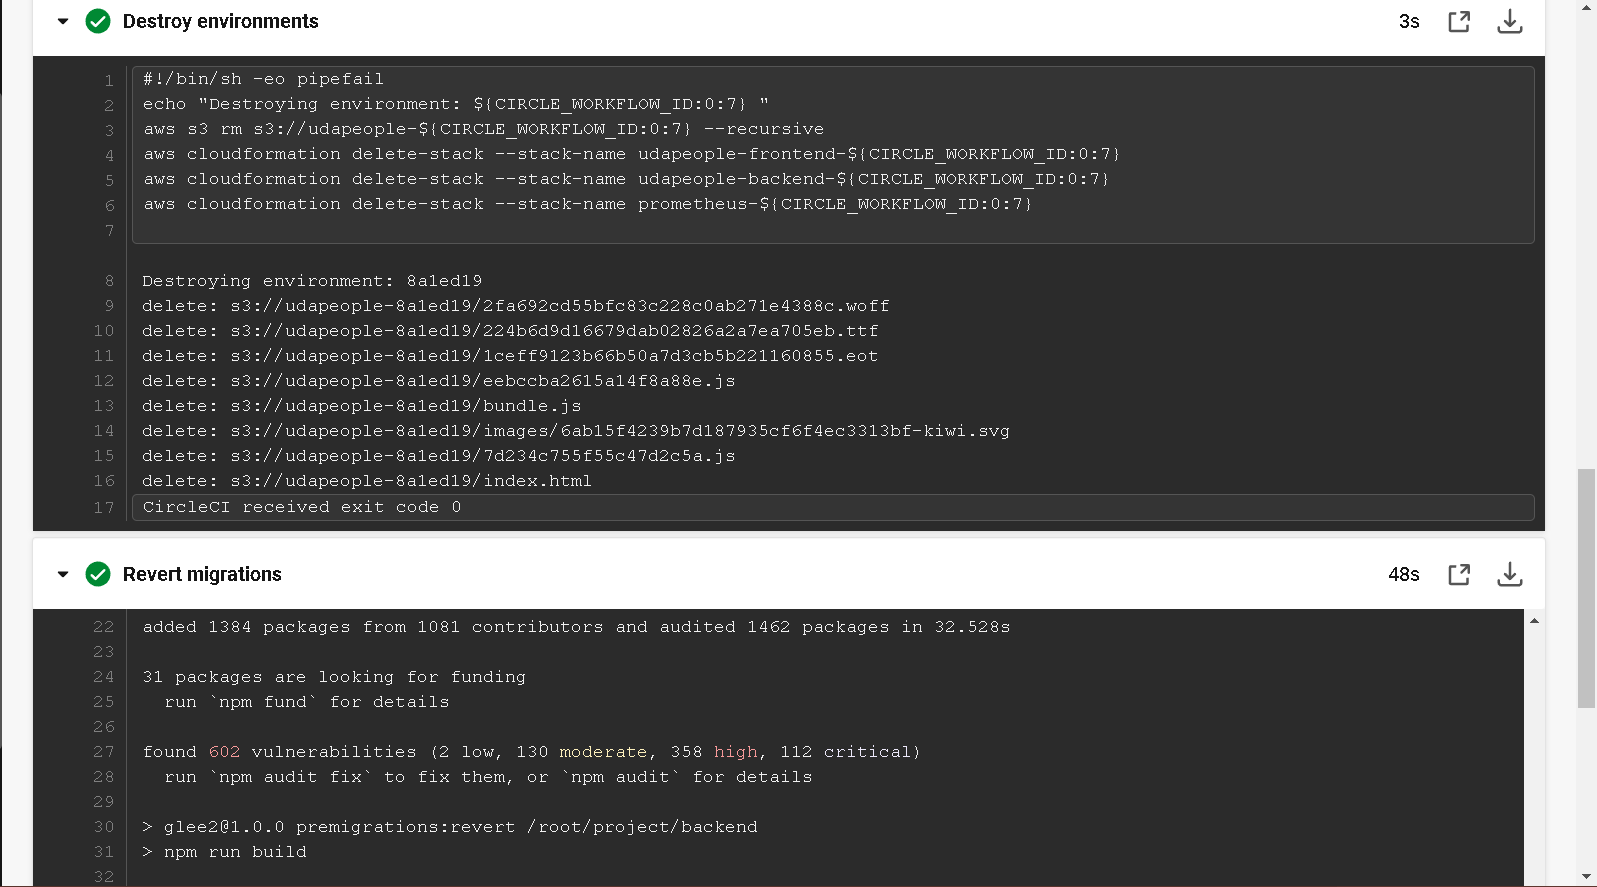 Destroy environments 3s
1 #!/bin/sh -eo pipefail
2 echo "Destroying environment: ${CIRCLE_WORKFLOW_ID:0:7} "
3 aws s3 rm s3://udapeople-${CIRCLE_WORKFLOW_ID:0:7} --recursive
4 aws cloudformation delete-stack --stack-name udapeople-frontend-${CIRCLE_WORKFLOW_ID:0:7}
5 aws cloudformation delete-stack --stack-name udapeople-backend-${CIRCLE_WORKFLOW_ID:0:7}
6 aws cloudformation delete-stack --stack-name prometheus-${CIRCLE_WORKFLOW_ID:0:7}
7
8 Destroying environment: 8a1ed19
9 delete: s3://udapeople-8a1ed19/2fa692cd55bfc83c228c0ab271e4388c.woff
10 delete: s3://udapeople-8a1ed19/224b6d9d16679dab02826a2a7ea705eb.ttf
11 delete: s3://udapeople-8a1ed19/1ceff9123b66b50a7d3cb5b221160855.eot
12 delete: s3://udapeople-8a1ed19/eebccba2615a14f8a88e.js
13 delete: s3://udapeople-8a1ed19/bundle.js
14 delete: s3://udapeople-8a1ed19/images/6ab15f4239b7d187935cf6f4ec3313bf-kiwi.svg
15 delete: s3://udapeople-8a1ed19/7d234c755f55c47d2c5a.js
16 delete: s3://udapeople-8a1ed19/index.html
17 CircleCI received exit code 0
Revert migrations 48s
22 added 1384 packages from 1081 contributors and audited 1462 packages in 32.528s
23
24 31 packages are looking for funding
25 run `npm fund` for details
26
27 found 602 vulnerabilities (2 low, 130 moderate, 358 high, 112 critical)
28 run `npm audit fix` to fix them, or `npm audit` for details
29
30 > glee2@1.0.0 premigrations:revert /root/project/backend
31 > npm run build
32